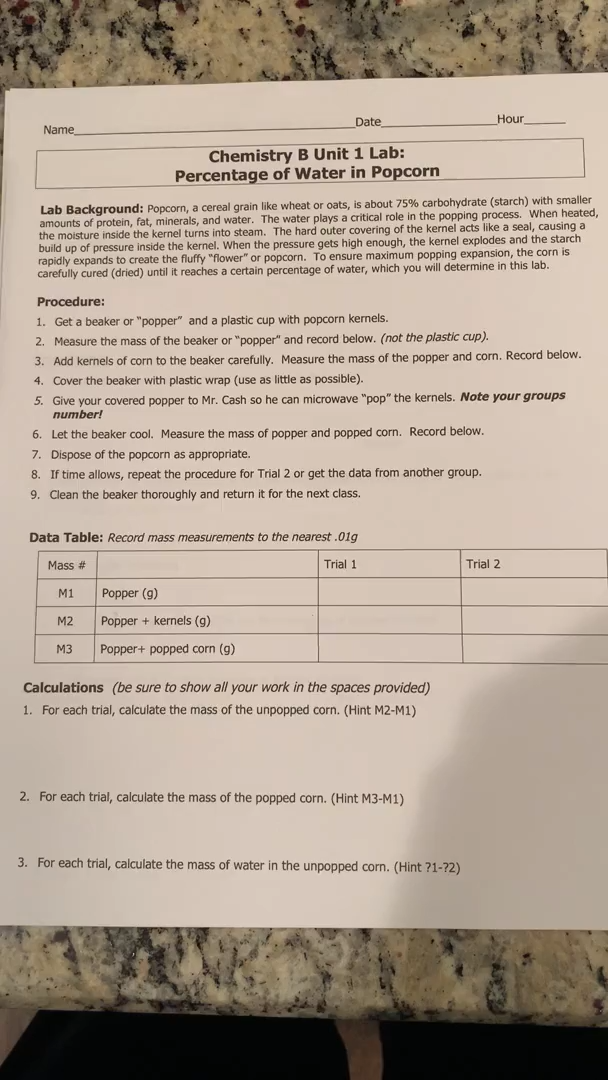 Name_______ Date_______ Hour_______
Chemistry B Unit 1 Lab:
Percentage of Water in Popcorn
Lab Background: Popcorn, a cereal grain like wheat or oats, is about 75% carbohydrate (starch) with smaller
amounts of protein, fat, minerals, and water. The water plays a critical role in the popping process. When heated,
the moisture inside the kernel turns into steam. The hard outer covering of the kernel acts like a seal, causing a
build up of pressure inside the kernel. When the pressure gets high enough, the kernel explodes and the starch
rapidly expands to create the fluffy "flower" or popcorn. To ensure maximum popping expansion, the corn is
carefully cured (dried) until it reaches a certain percentage of water, which you will determine in this lab.
Procedure:
1. Get a beaker or "popper" and a plastic cup with popcorn kernels.
2. Measure the mass of the beaker or "popper" and record below. (not the plastic cup).
3. Add kernels of corn to the beaker carefully. Measure the mass of the popper and corn. Record below.
4. Cover the beaker with plastic wrap (use as little as possible).
5. Give your covered popper to Mr. Cash so he can microwave "pop" the kernels. Note your groups
number!
6. Let the beaker cool. Measure the mass of popper and popped corn. Record below.
7. Dispose of the popcorn as appropriate.
8. If time allows, repeat the procedure for Trial 2 or get the data from another group.
9. Clean the beaker thoroughly and return it for the next class.
Data Table: Record mass measurements to the nearest .01g
Mass # Trial 1 Trial 2
M1 Popper (g)
M2 Popper + kernels (g)
M3 Popper+ popped corn (g)
Calculations (be sure to show all your work in the spaces provided)
1. For each trial, calculate the mass of the unpopped corn. (Hint M2-M1)
2. For each trial, calculate the mass of the popped corn. (Hint M3-M1)
3. For each trial, calculate the mass of water in the unpopped corn. (Hint ?1-?2)